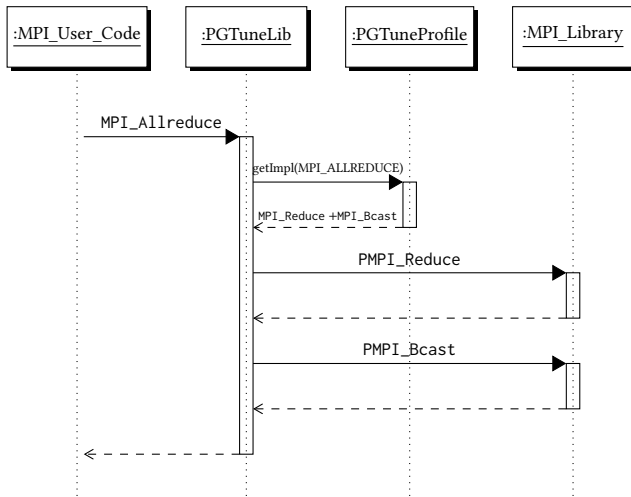 :MPI_User_Code
:PGTuneLib
:PGTuneProfile
:MPI_Library
MPI_Allreduce
getImpl(MPI_ALLREDUCE)
MPI_Reduce +MPI_Bcast
PMPI_Reduce
PMPI_Bcast